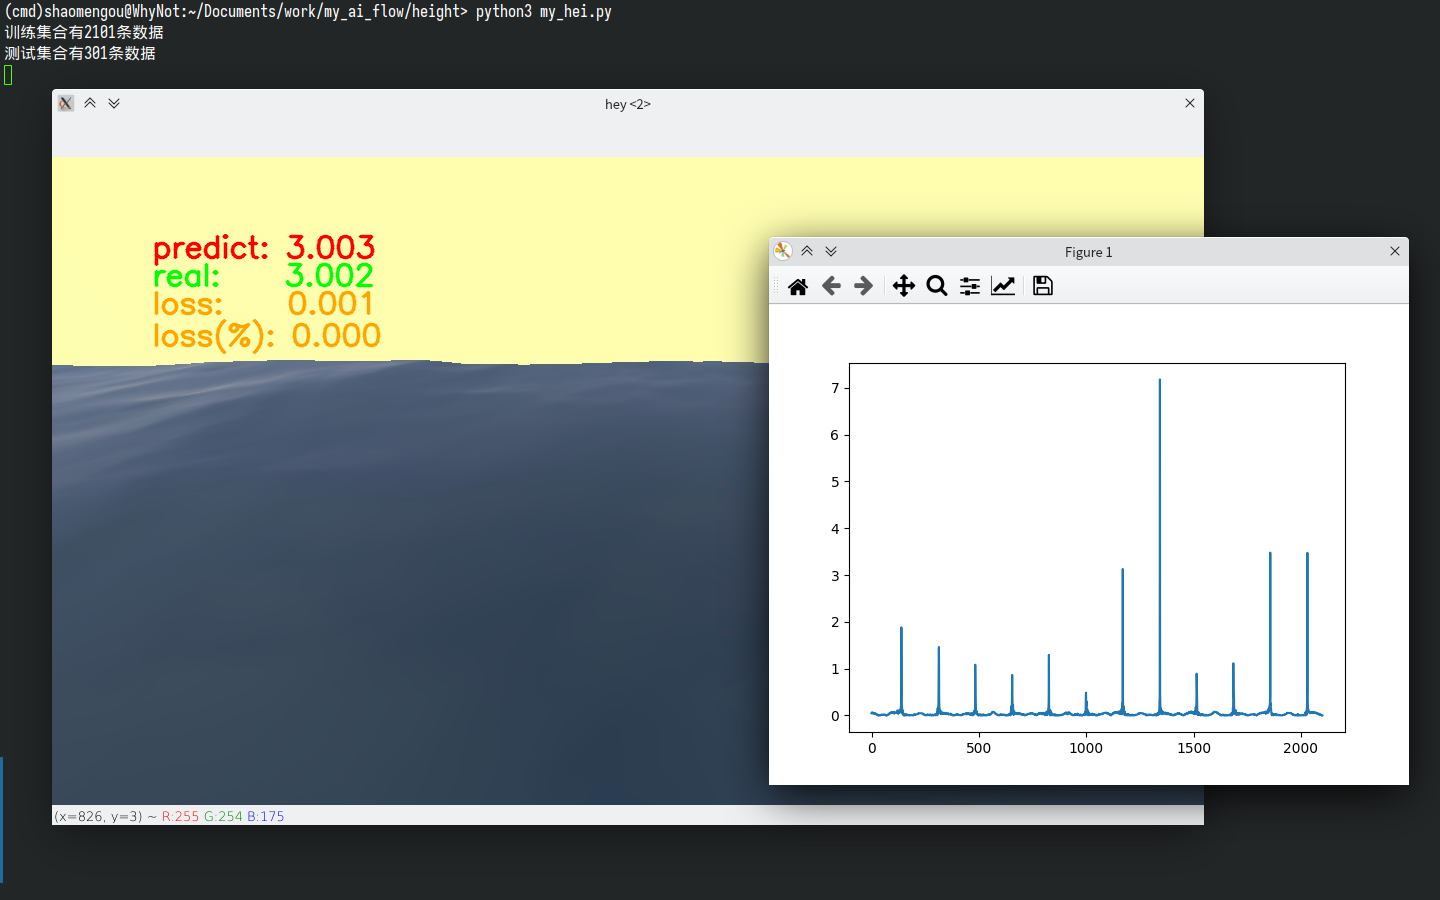 (cmd)shaomengou@WhyNot:~/Documents/work/my_ai_flow/height> python3 my_hei.py
训练集合有2101条数据
测试集合有301条数据
hey <2>
predict: 3.003
real: 3.002
loss: 0.001
loss(%): 0.000
Figure 1
7
6
5
4
3
2
1
0
0 500 1000 1500 2000
(x=826, y=3) ~ R:255 G:254 B:175